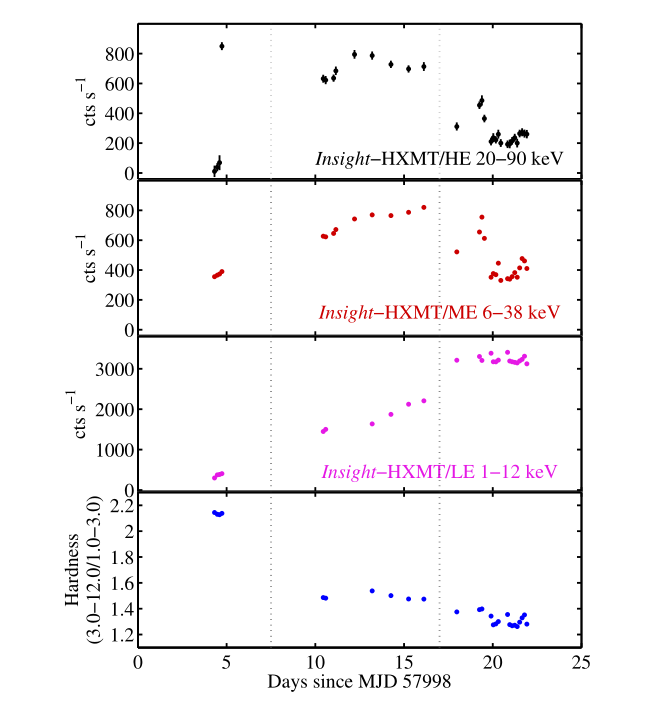 800
600
400
200
0
cts s⁻¹
Insight–HXMT/HE 20–90 keV
800
600
400
200
0
cts s⁻¹
Insight–HXMT/ME 6–38 keV
3000
2000
1000
0
cts s⁻¹
Insight–HXMT/LE 1–12 keV
2.2
2
1.8
1.6
1.4
1.2
Hardness
(3.0–12.0/1.0–3.0)
0 5 10 15 20 25
Days since MJD 57998